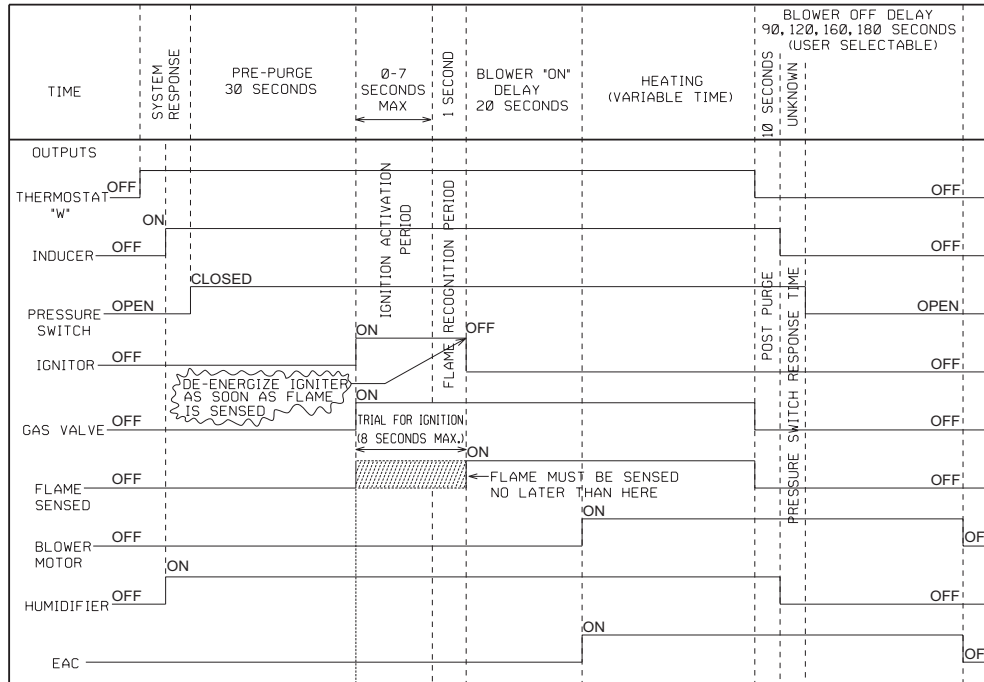 TIME
SYSTEM
RESPONSE
PRE-PURGE
30 SECONDS
0-7
SECONDS
MAX
1 SECOND
BLOWER "ON"
DELAY
20 SECONDS
HEATING
(VARIABLE TIME)
10 SECONDS
UNKNOWN
BLOWER OFF DELAY
90,120,160,180 SECONDS
(USER SELECTABLE)
OUTPUTS
THERMOSTAT
"W"
OFF
OFF
IGNITION ACTIVATION
PERIOD
FLAME RECOGNITION PERIOD
INDUCER
OFF
ON
OFF
PRESSURE
SWITCH
OPEN
CLOSED
OPEN
POST PURGE
PRESSURE SWITCH RESPONSE TIME
IGNITOR
OFF
ON
OFF
OFF
DE-ENERGIZE IGNITER
AS SOON AS FLAME
IS SENSED
GAS VALVE
OFF
ON
OFF
TRIAL FOR IGNITION
(8 SECONDS MAX.)
FLAME
SENSED
OFF
ON
OFF
FLAME MUST BE SENSED
NO LATER THAN HERE
BLOWER
MOTOR
OFF
ON
OF
HUMIDIFIER
OFF
ON
OFF
EAC
ON
OF